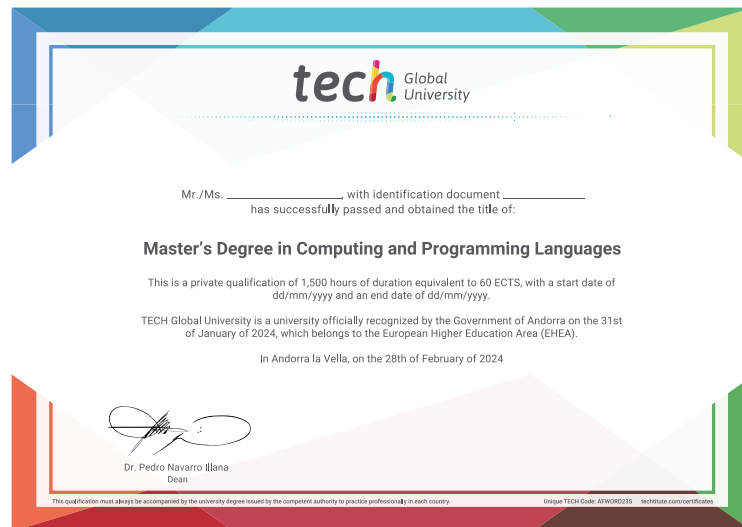 tech Global
University
Mr./Ms. ____________________, with identification document ______________
has successfully passed and obtained the title of:
Master's Degree in Computing and Programming Languages
This is a private qualification of 1,500 hours of duration equivalent to 60 ECTS, with a start date of
dd/mm/yyyy and an end date of dd/mm/yyyy.
TECH Global University is a university officially recognized by the Government of Andorra on the 31st
of January of 2024, which belongs to the European Higher Education Area (EHEA).
In Andorra la Vella, on the 28th of February of 2024
Dr. Pedro Navarro Illana
Dean
This qualification must always be accompanied by the university degree issued by the competent authority to practice professionally in each country. Unique TECH Code: AFWORD23S techtitute.com/certificates